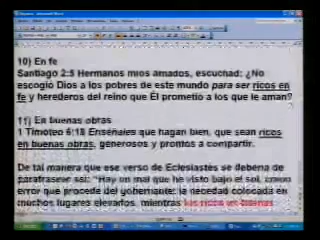 10) En fe
Santiago 2:5 Hermanos míos amados, escuchad: ¿No
escogió Dios a los pobres de este mundo para ser ricos en
fe y herederos del reino que El prometió a los que le aman?
11) En buenas obras
1 Timoteo 6:18 Enséñales que hagan bien, que sean ricos
en buenas obras, generosos y prontos a compartir.
De tal manera que ese verso de Eclesiastés se debería de
parafrasear así: "Hay un mal que he visto bajo el sol, como
error que procede del gobernante: la necedad colocada en
muchos lugares elevados, mientras los ricos en buenas